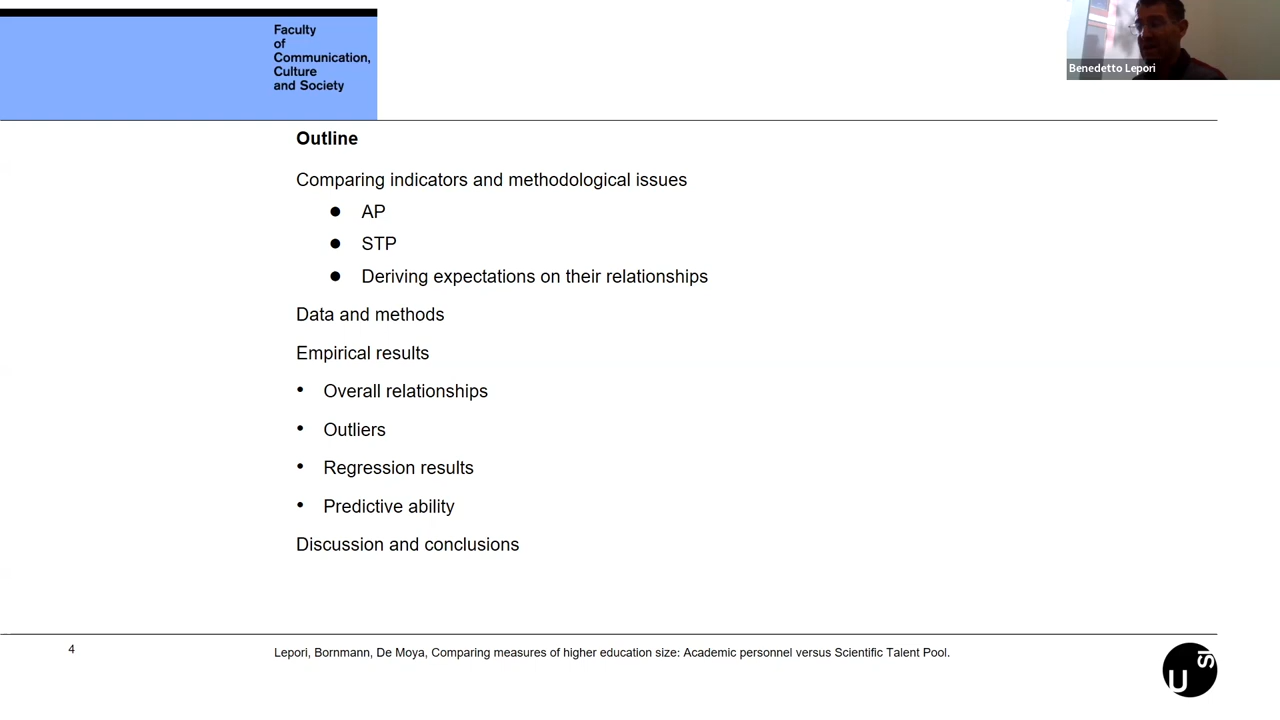 Faculty
of
Communication,
Culture
and Society
Benedetto Lepori
Outline
Comparing indicators and methodological issues
● AP
● STP
● Deriving expectations on their relationships
Data and methods
Empirical results
• Overall relationships
• Outliers
• Regression results
• Predictive ability
Discussion and conclusions
4
Lepori, Bornmann, De Moya, Comparing measures of higher education size: Academic personnel versus Scientific Talent Pool.
U
SI